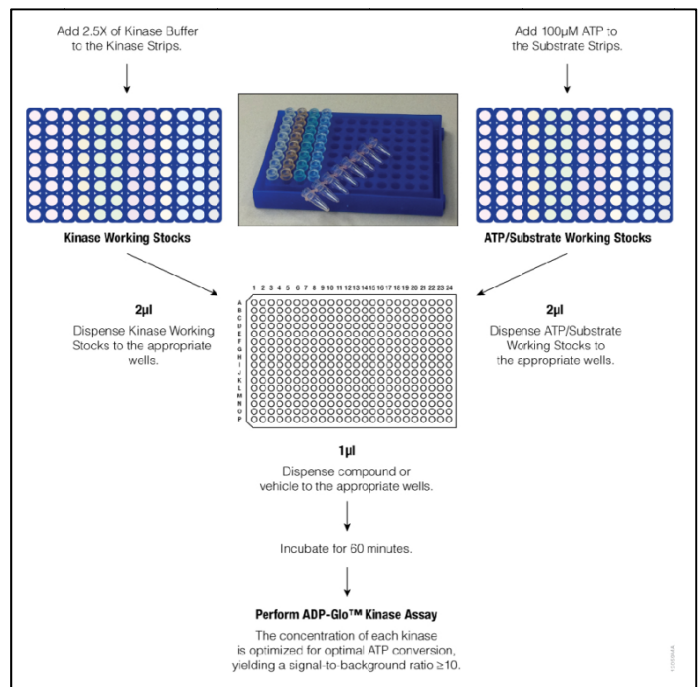 Add 2.5X of Kinase Buffer
to the Kinase Strips.
Add 100µM ATP to
the Substrate Strips.
Kinase Working Stocks
ATP/Substrate Working Stocks
2µl
Dispense Kinase Working
Stocks to the appropriate
wells.
2µl
Dispense ATP/Substrate
Working Stocks to
the appropriate wells.
1 2 3 4 5 6 7 8 9 10 11 12 13 14 15 16 17 18 19 20 21 22 23 24
A
B
C
D
E
F
G
H
I
J
K
L
M
N
O
P
1µl
Dispense compound or
vehicle to the appropriate wells.
Incubate for 60 minutes.
Perform ADP-Glo™ Kinase Assay
The concentration of each kinase
is optimized for optimal ATP conversion,
yielding a signal-to-background ratio ≥10.